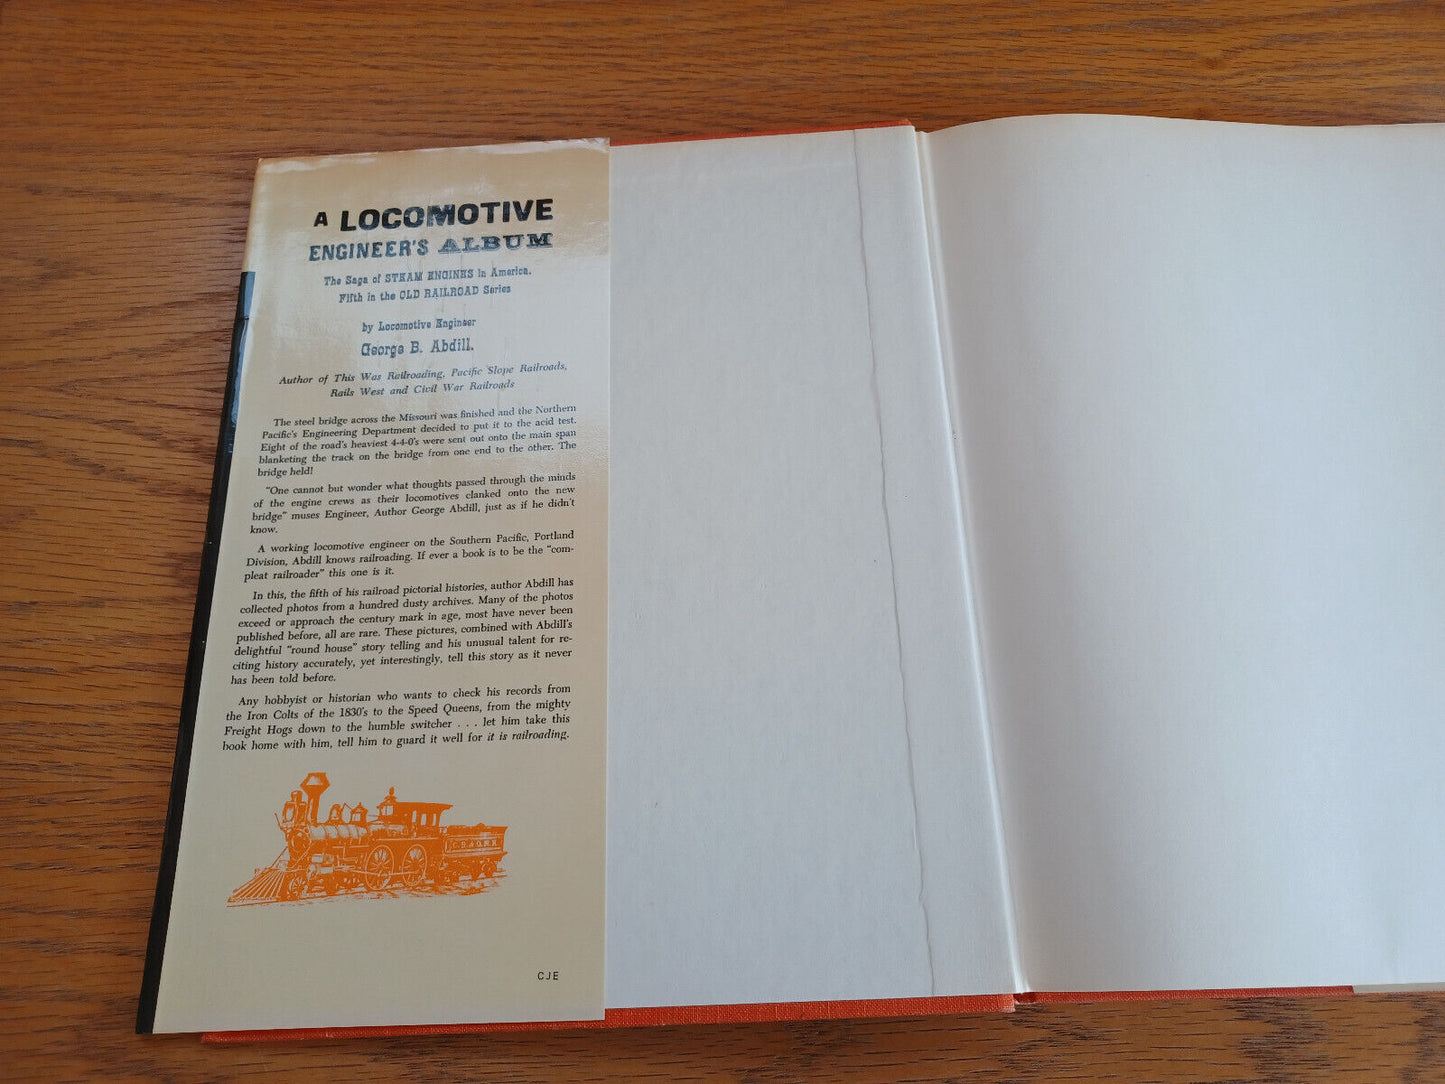 A LOCOMOTIVE
ENGINEER'S ALBUM
The Saga of STEAM ENGINES in America.
Fifth in the OLD RAILROAD Series
by Locomotive Engineer
George B. Abdill.
Author of This Was Railroading, Pacific Slope Railroads,
Rails West and Civil War Railroads
The steel bridge across the Missouri was finished and the Northern
Pacific's Engineering Department decided to put it to the acid test.
Eight of the road's heaviest 4-4-0's were sent out onto the main span
blanketing the track on the bridge from one end to the other. The
bridge held!
"One cannot but wonder what thoughts passed through the minds
of the engine crews as their locomotives clanked onto the new
bridge" muses Engineer, Author George Abdill, just as if he didn't
know.
A working locomotive engineer on the Southern Pacific, Portland
Division, Abdill knows railroading. If ever a book is to be the "com-
pleat railroader" this one is it.
In this, the fifth of his railroad pictorial histories, author Abdill has
collected photos from a hundred dusty archives. Many of the photos
exceed or approach the century mark in age, most have never been
published before, all are rare. These pictures, combined with Abdill's
delightful "round house" story telling and his unusual talent for re-
citing history accurately, yet interestingly, tell this story as it never
has been told before.
Any hobbyist or historian who wants to check his records from
the Iron Colts of the 1830's to the Speed Queens, from the mighty
Freight Hogs down to the humble switcher . . . let him take this
book home with him, tell him to guard it well for it is railroading.
CJE